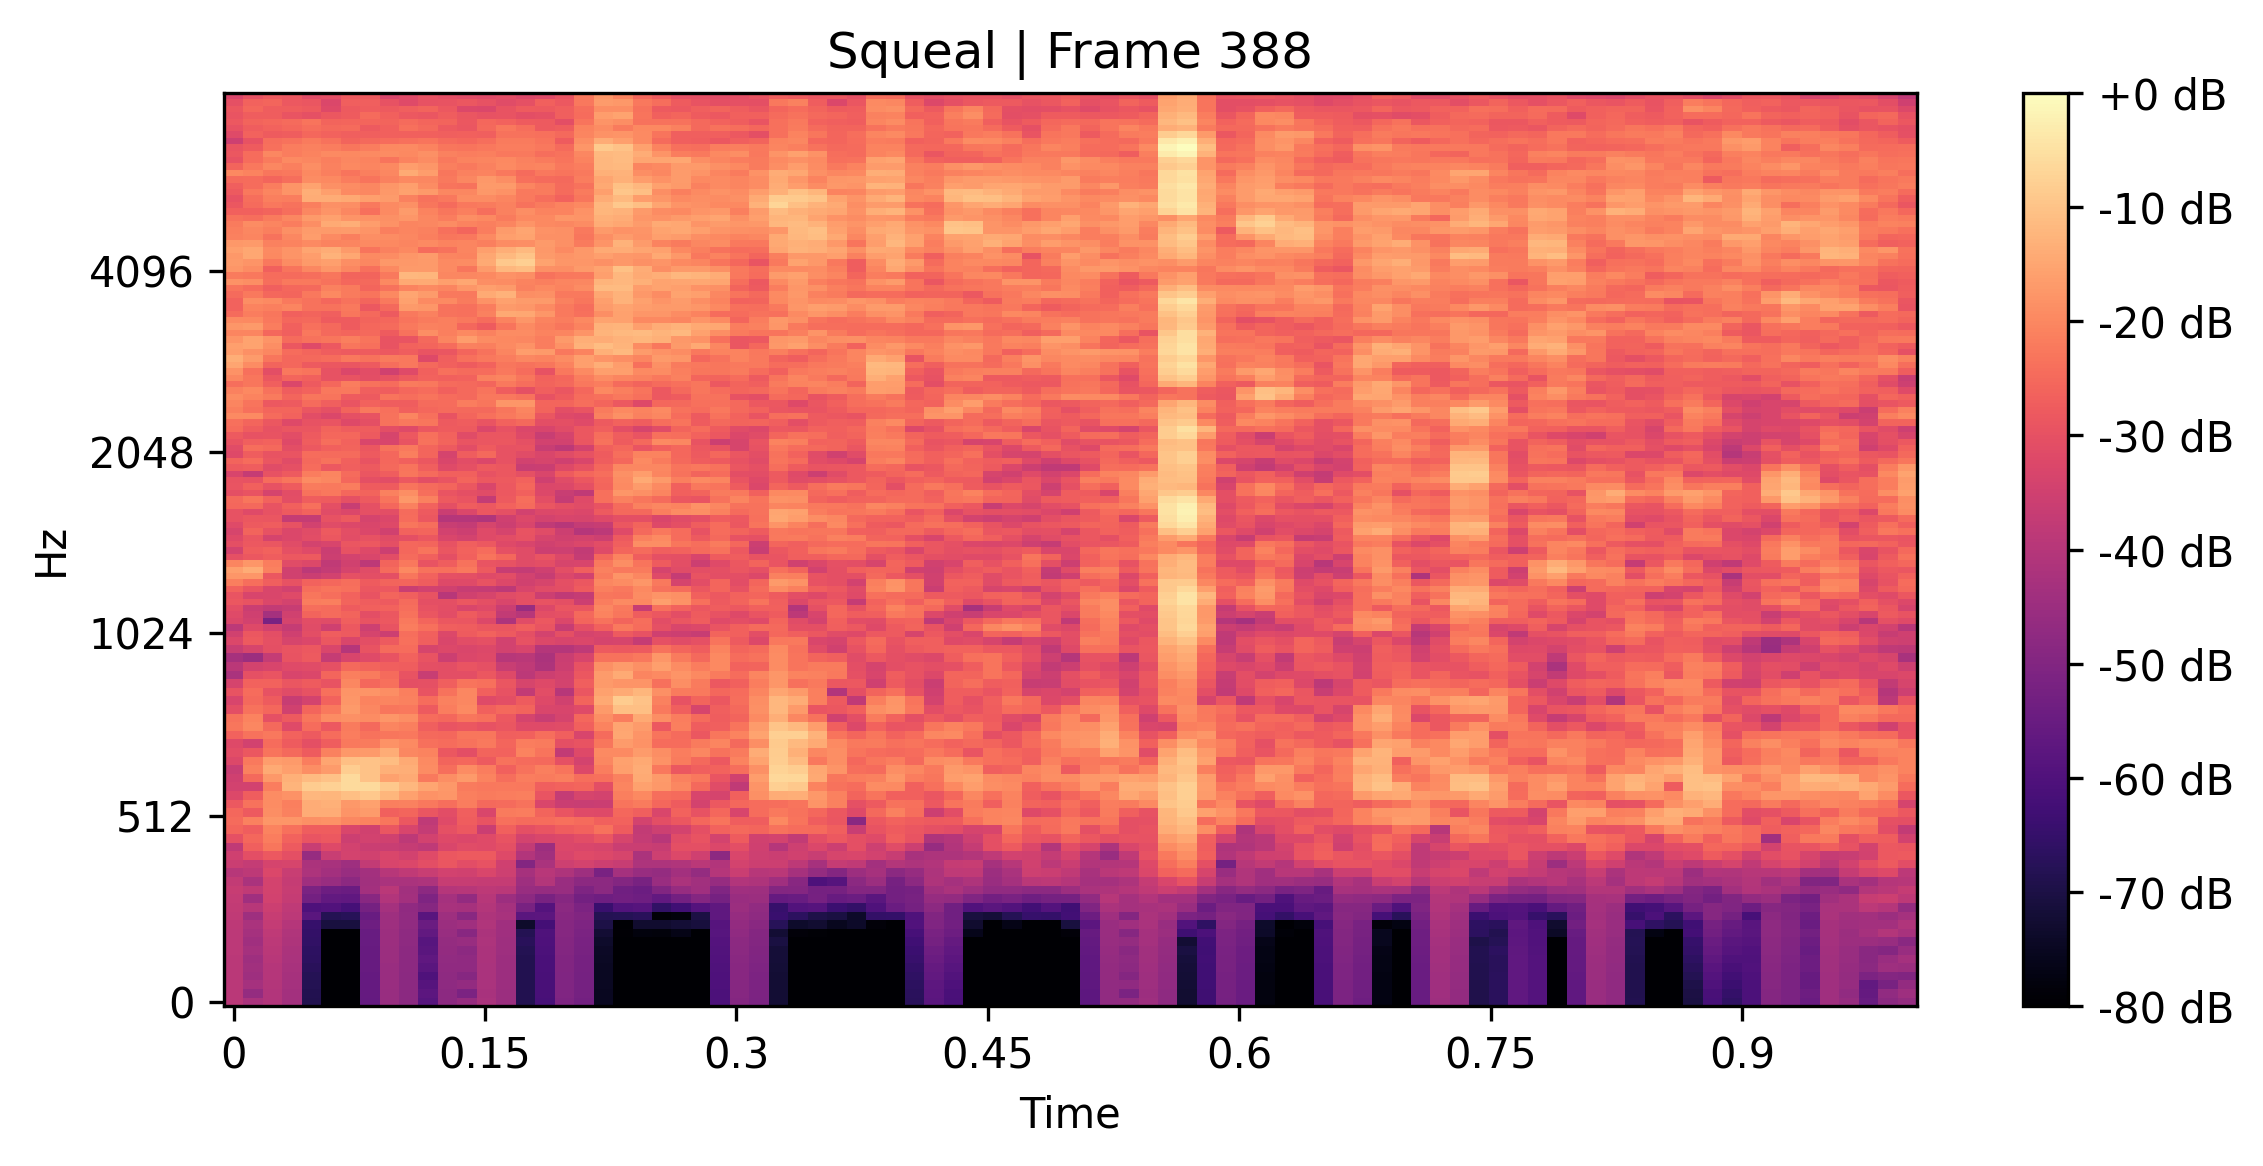 Squeal | Frame 388
+0 dB
-10 dB
-20 dB
-30 dB
-40 dB
-50 dB
-60 dB
-70 dB
-80 dB
Hz
4096
2048
1024
512
0
0 0.15 0.3 0.45 0.6 0.75 0.9
Time